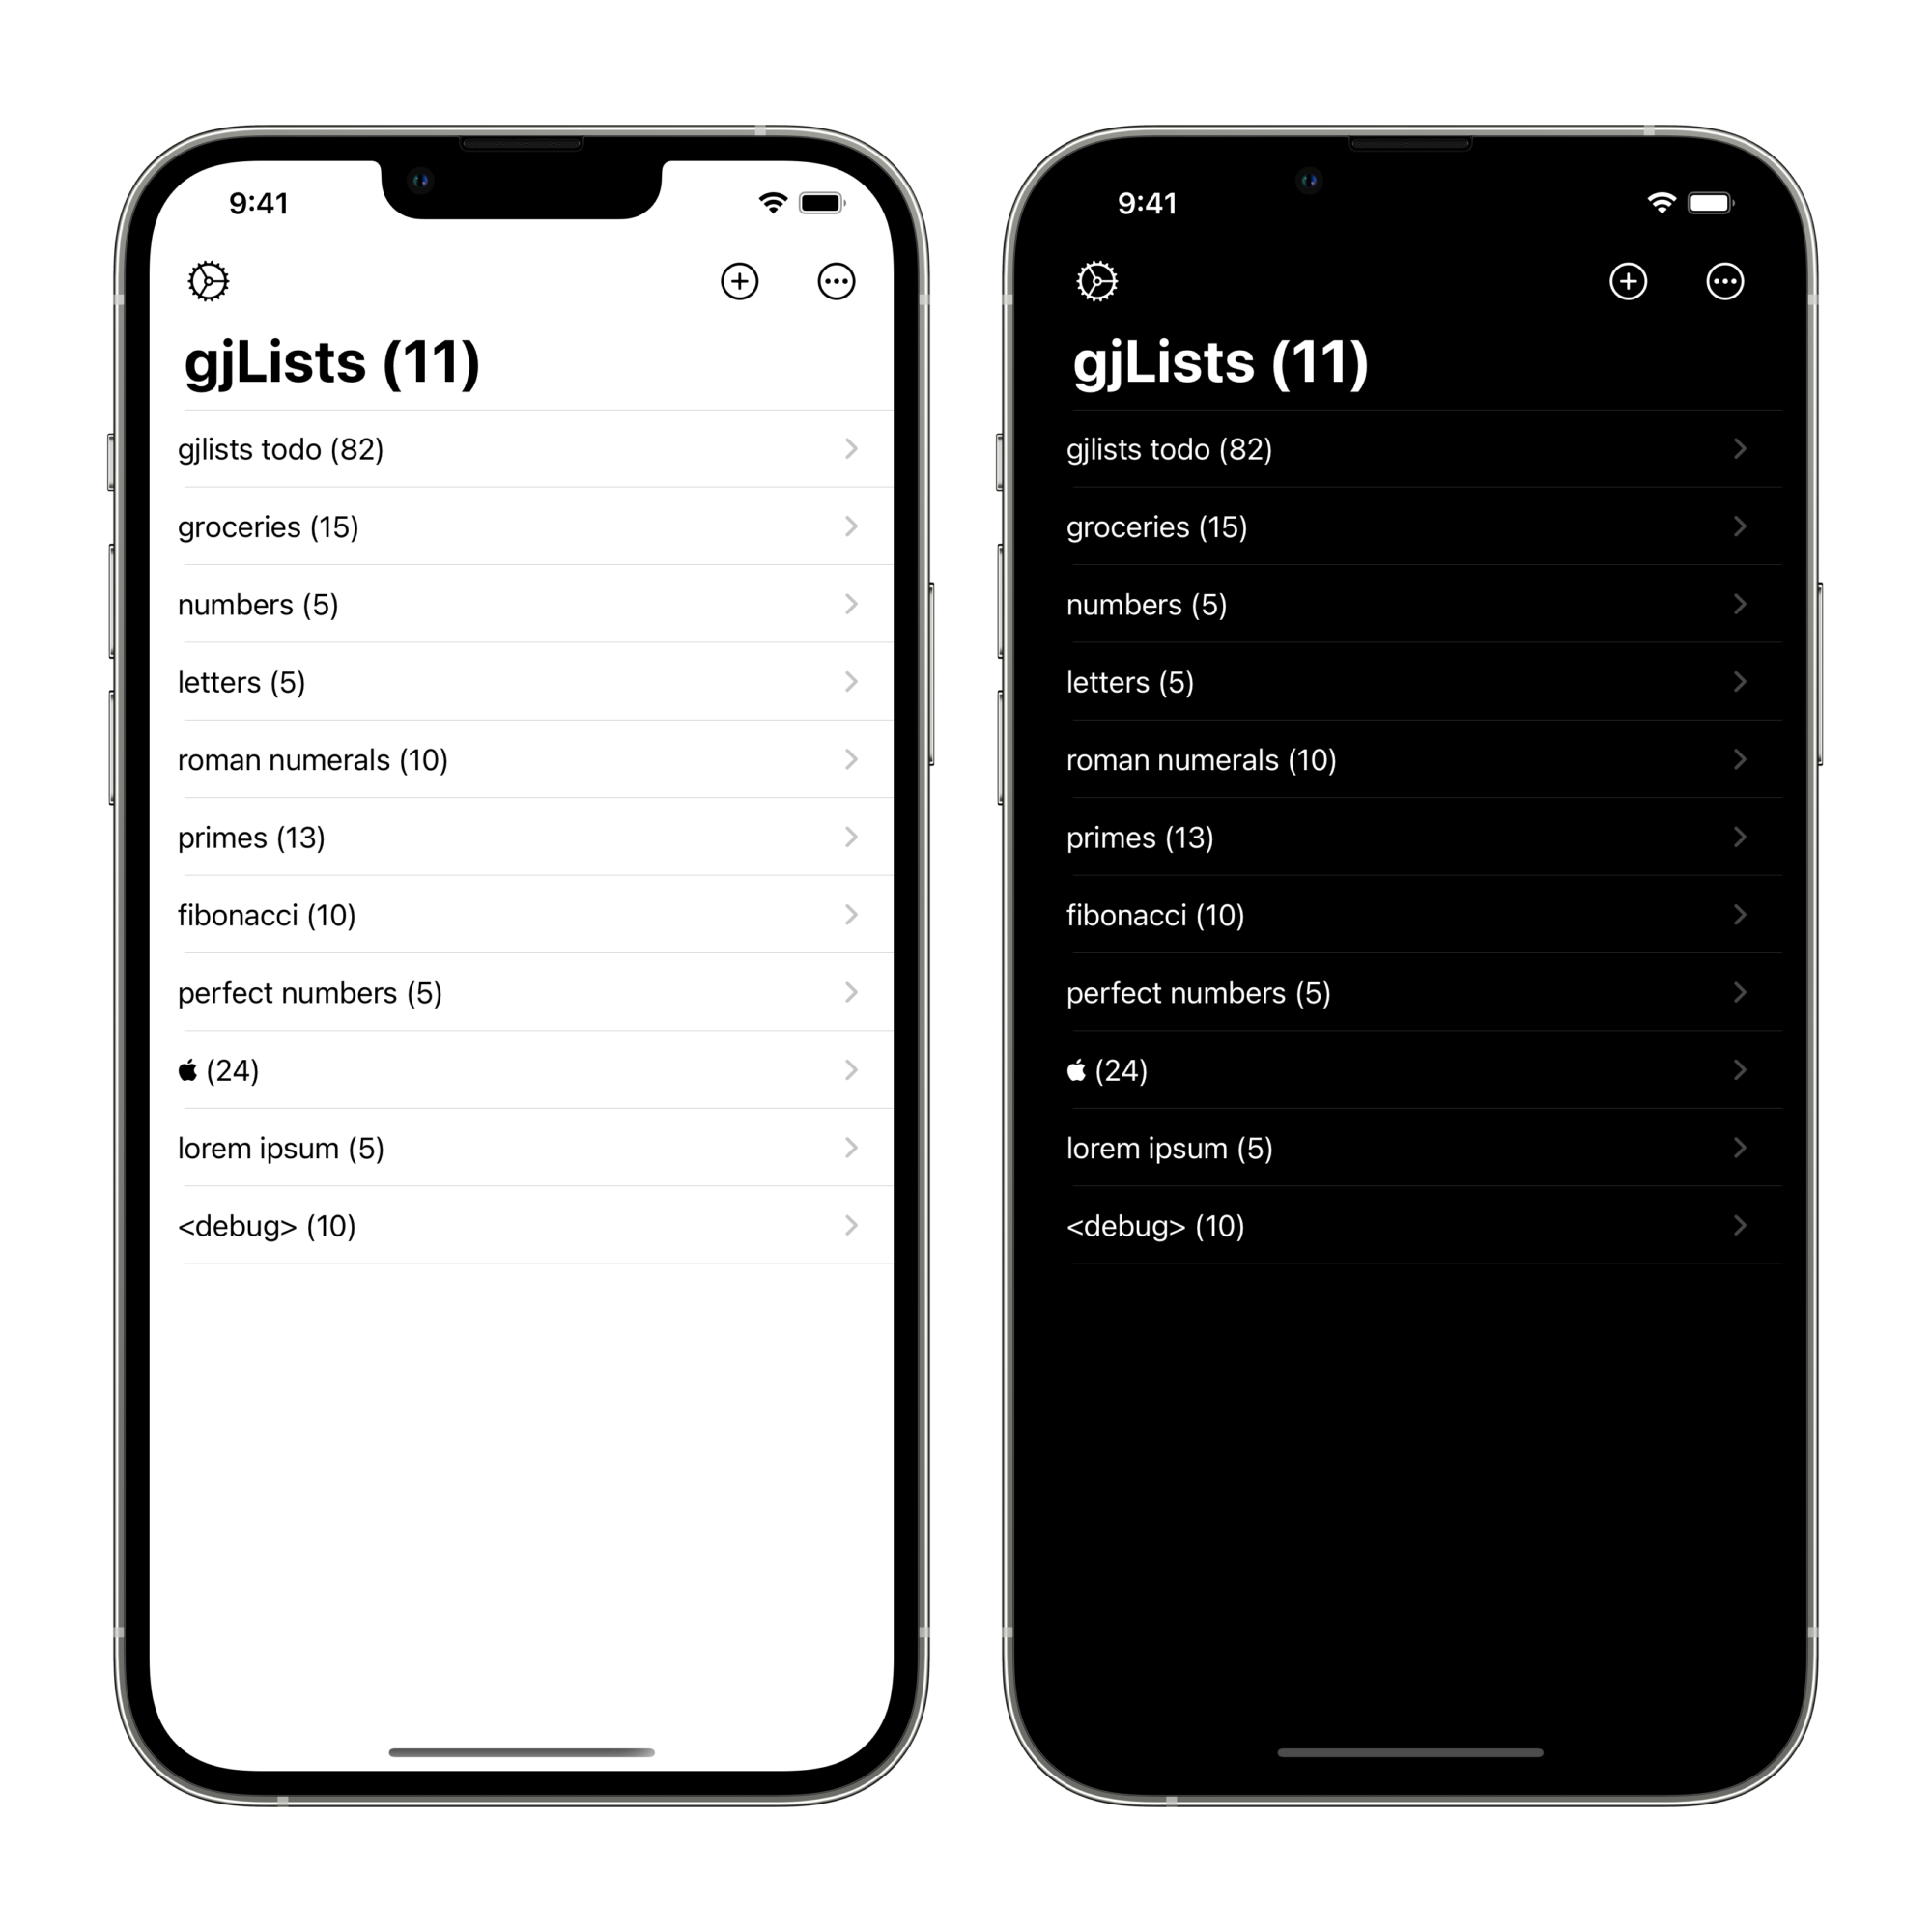 9:41
gjLists (11)
gjlists todo (82)
groceries (15)
numbers (5)
letters (5)
roman numerals (10)
primes (13)
fibonacci (10)
perfect numbers (5)
 (24)
lorem ipsum (5)
<debug> (10)
9:41
gjLists (11)
gjlists todo (82)
groceries (15)
numbers (5)
letters (5)
roman numerals (10)
primes (13)
fibonacci (10)
perfect numbers (5)
 (24)
lorem ipsum (5)
<debug> (10)